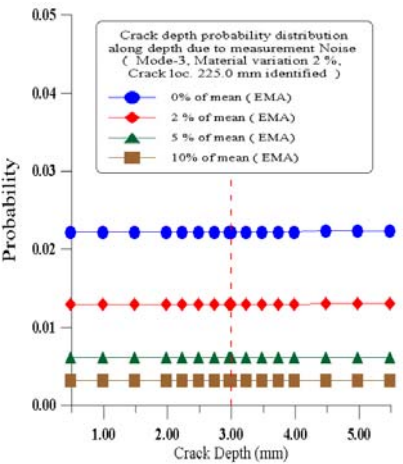 0.05
Crack depth probability distribution
along depth due to measurement Noise
( Mode-3, Material variation 2 %,
Crack loc. 225.0 mm identified )
0% of mean ( EMA)
2 % of mean ( EMA)
5 % of mean ( EMA)
10% of mean ( EMA)
0.04
0.03
Probability
0.02
0.01
0.00
1.00 2.00 3.00 4.00 5.00
Crack Depth (mm)